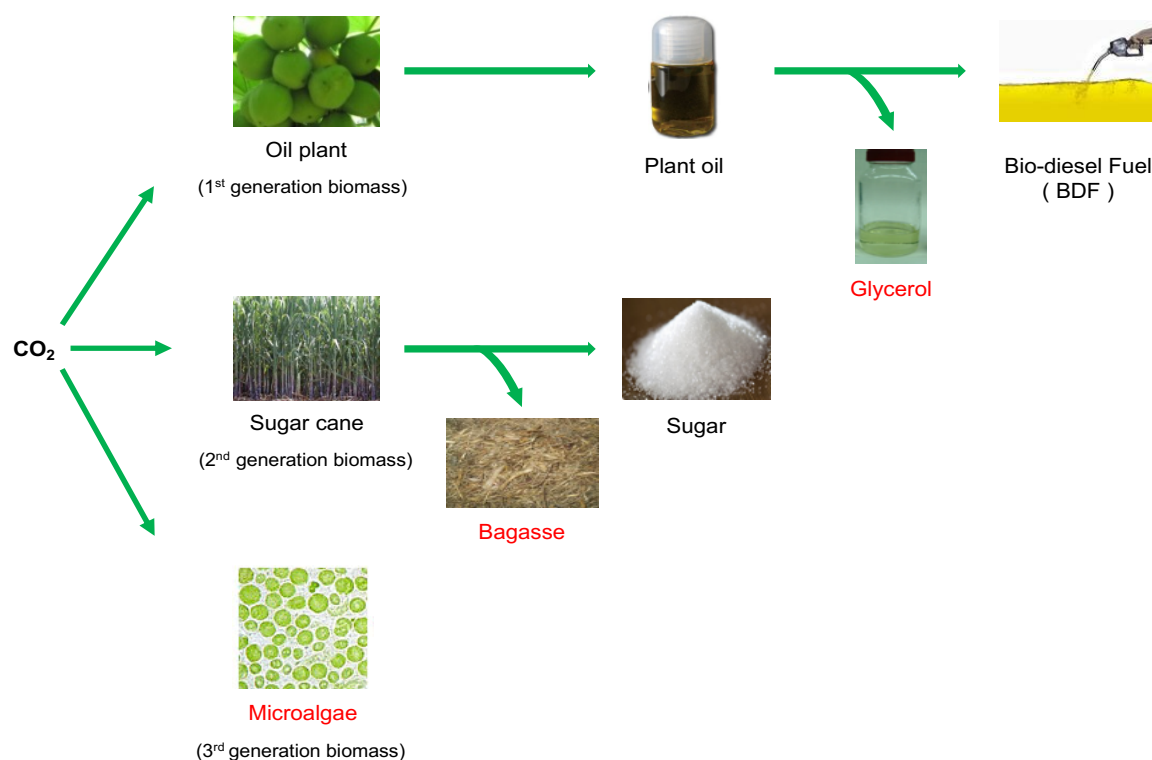 Oil plant
(1st generation biomass)
Plant oil
Bio-diesel Fuel
( BDF )
Glycerol
CO₂
Sugar cane
(2nd generation biomass)
Sugar
Bagasse
Microalgae
(3rd generation biomass)